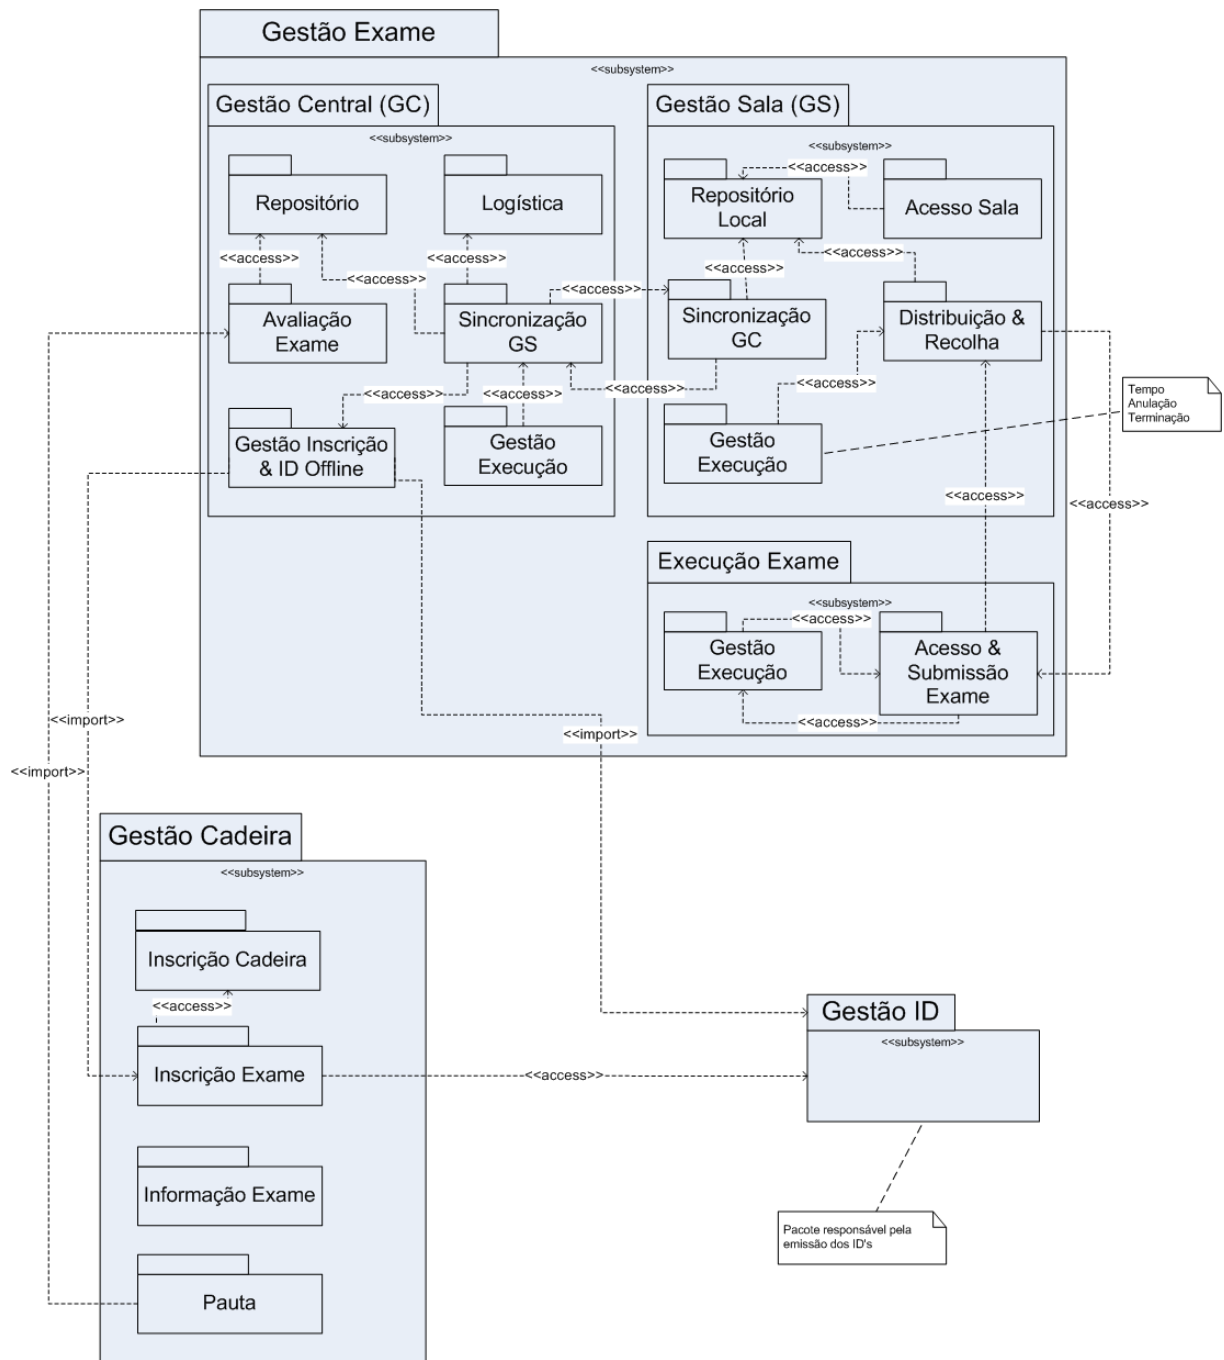 Gestão Exame
<<subsystem>>
Gestão Central (GC)
<<subsystem>>
Repositório
Logística
<<access>>
<<access>>
<<access>>
Avaliação
Exame
Sincronização
GS
<<access>>
<<access>>
Gestão Inscrição
& ID Offline
Gestão
Execução
<<access>>
<<access>>
Gestão Sala (GS)
<<subsystem>>
<<access>>
Repositório
Local
Acesso Sala
<<access>>
<<access>>
Sincronização
GC
Distribuição &
Recolha
<<access>>
Gestão
Execução
Tempo
Anulação
Terminação
<<access>>
<<access>>
Execução Exame
<<subsystem>>
<<access>>
Gestão
Execução
Acesso &
Submissão
Exame
<<access>>
<<import>>
<<import>>
<<import>>
Gestão Cadeira
<<subsystem>>
Inscrição Cadeira
<<access>>
Inscrição Exame
<<access>>
Informação Exame
Pauta
Gestão ID
<<subsystem>>
Pacote responsável pela
emissão dos ID's